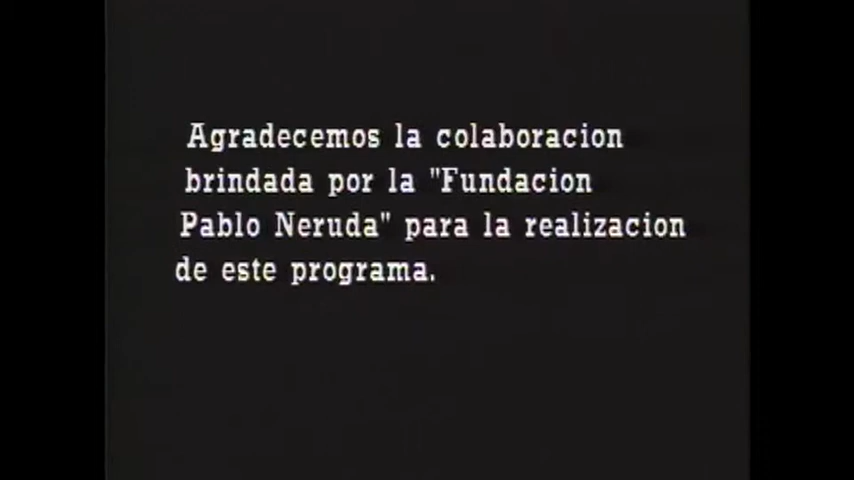 Agradecemos la colaboracion
brindada por la "Fundacion
Pablo Neruda" para la realizacion
de este programa.